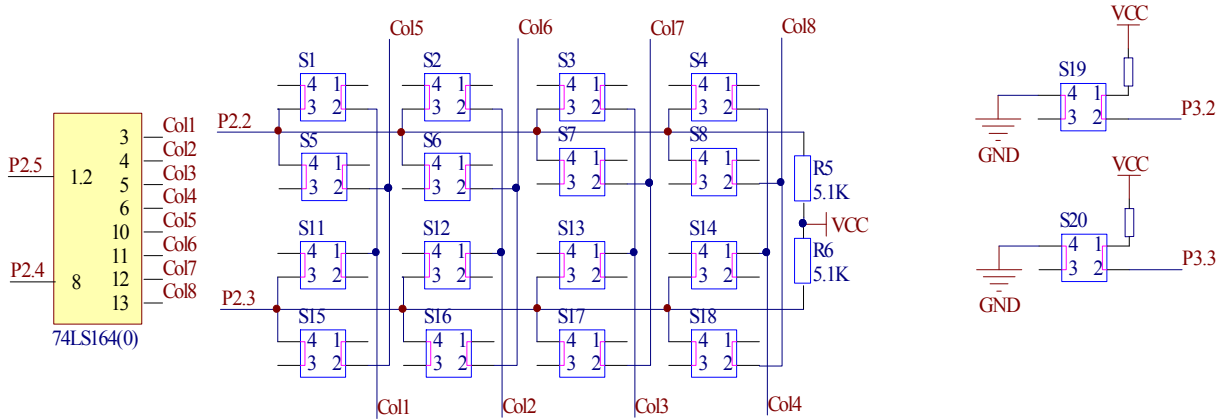 Col5 Col6 Col7 Col8
S1 S2 S3 S4
4 1 4 1 4 1 4 1
3 2 3 2 3 2 3 2
P2.2
S5 S6 S7 S8
4 1 4 1 4 1 4 1
3 2 3 2 3 2 3 2
R5
5.1K
VCC
S11 S12 S13 S14
4 1 4 1 4 1 4 1
3 2 3 2 3 2 3 2
R6
5.1K
P2.3
S15 S16 S17 S18
4 1 4 1 4 1 4 1
3 2 3 2 3 2 3 2
Col1 Col2 Col3 Col4
P2.5
1.2
P2.4
8
3 Col1
4 Col2
5 Col3
6 Col4
10 Col5
11 Col6
12 Col7
13 Col8
74LS164(0)
VCC
S19
4 1
3 2
P3.2
GND
VCC
S20
4 1
3 2
P3.3
GND